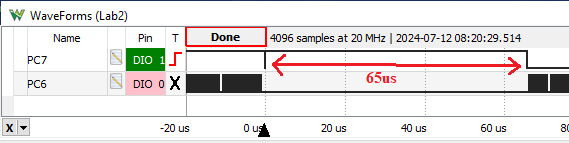 WaveForms (Lab2)
Name Pin T Done 4096 samples at 20 MHz | 2024-07-12 08:20:29.514
PC7 DIO 1
65us
PC6 DIO 0 X
X -20 us 0 us 20 us 40 us 60 us 80 us